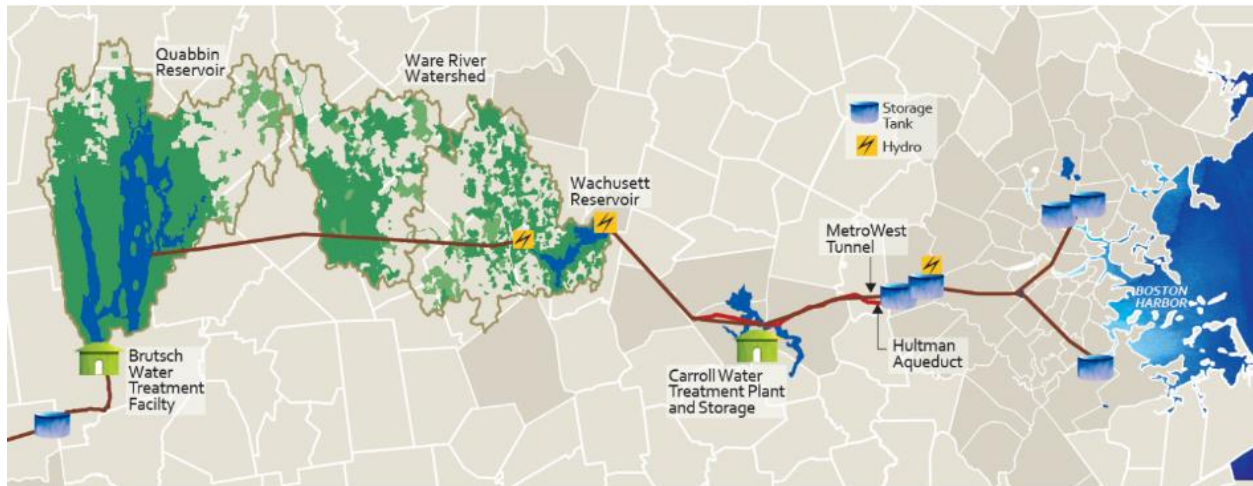 Quabbin
Reservoir
Ware River
Watershed
Storage
Tank
Hydro
Wachusett
Reservoir
MetroWest
Tunnel
BOSTON
HARBOR
Brutsch
Water
Treatment
Facilty
Carroll Water
Treatment Plant
and Storage
Hultman
Aqueduct